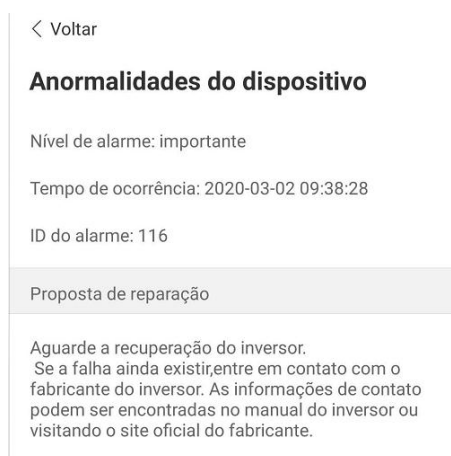 < Voltar
Anormalidades do dispositivo
Nível de alarme: importante
Tempo de ocorrência: 2020-03-02 09:38:28
ID do alarme: 116
Proposta de reparação
Aguarde a recuperação do inversor.
Se a falha ainda existir,entre em contato com o
fabricante do inversor. As informações de contato
podem ser encontradas no manual do inversor ou
visitando o site oficial do fabricante.